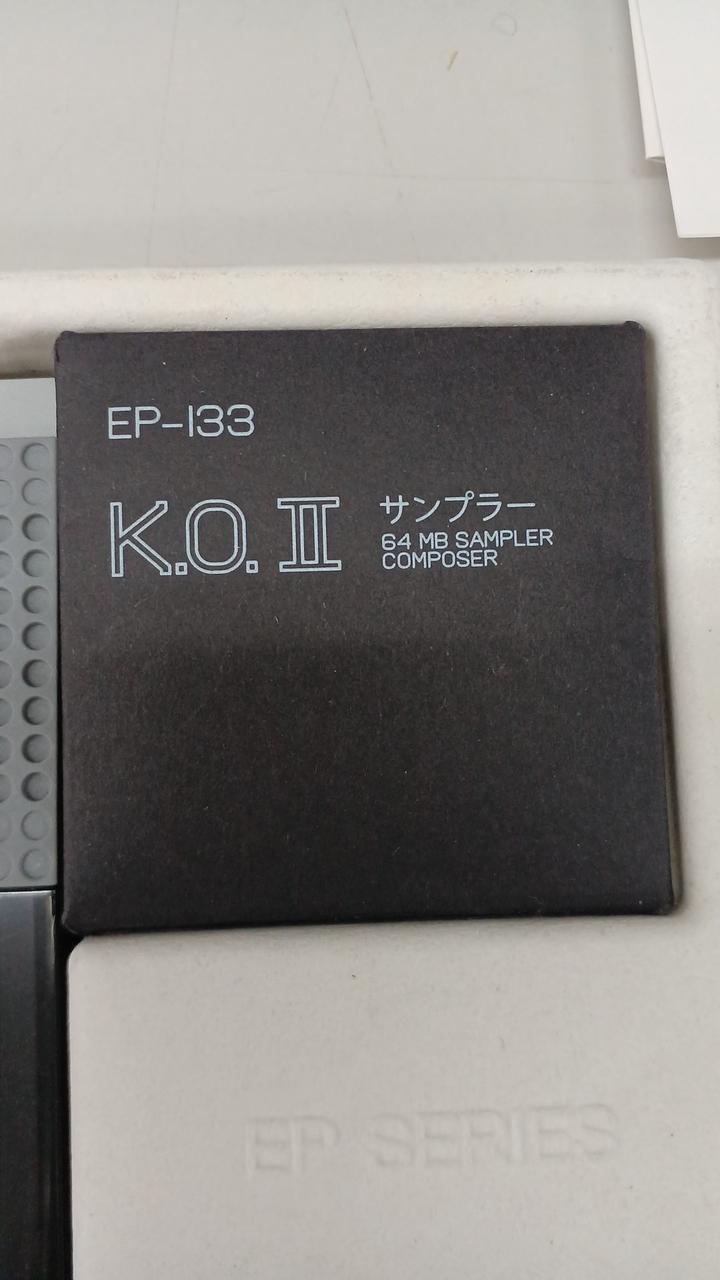 EP-133
K.O. II
サンプラー
64 MB SAMPLER
COMPOSER
EP SERIES